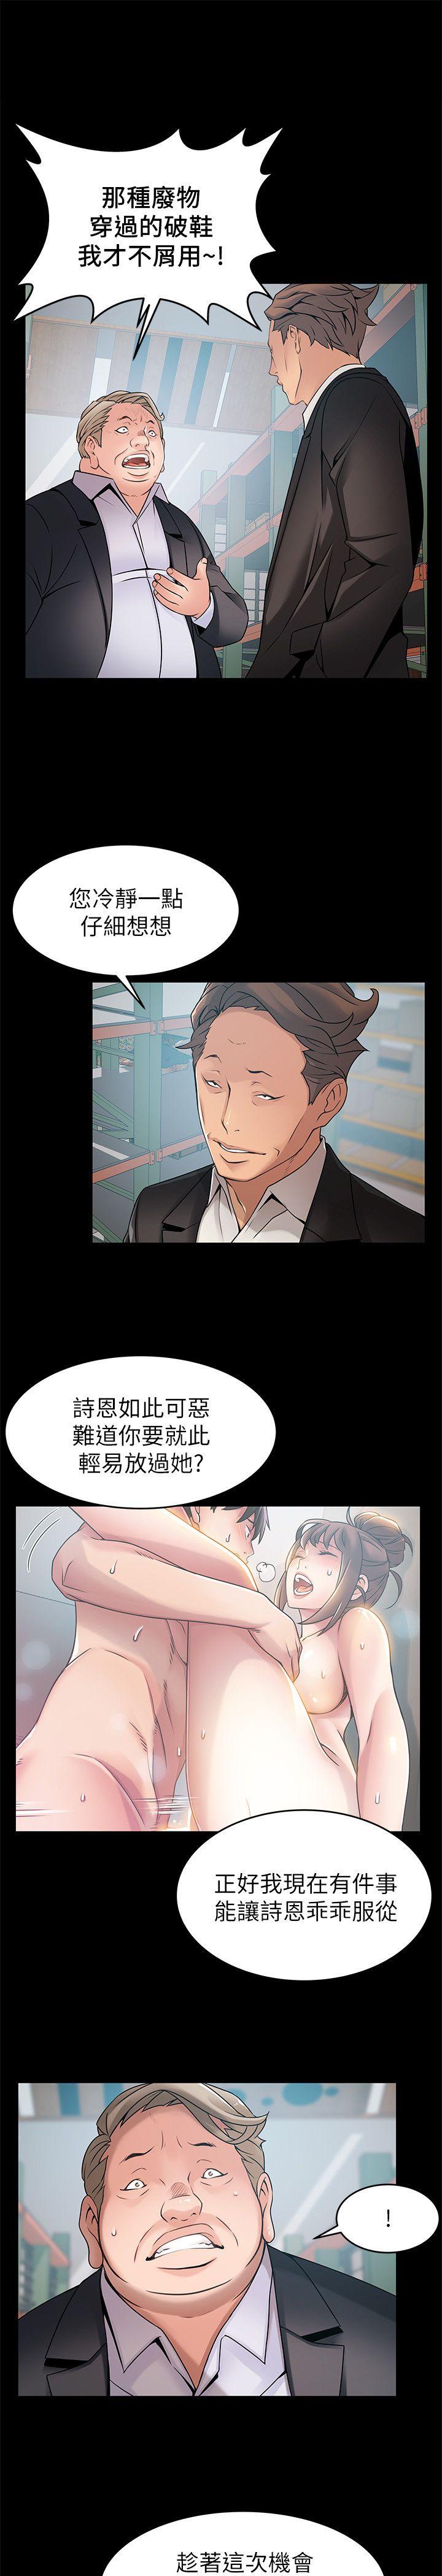 那種廢物
穿過的破鞋
我才不屑用~!
您冷靜一點
仔細想想
詩恩如此可惡
難道你要就此
輕易放過她?
正好我現在有件事
能讓詩恩乖乖服從
!
趁著這次機會